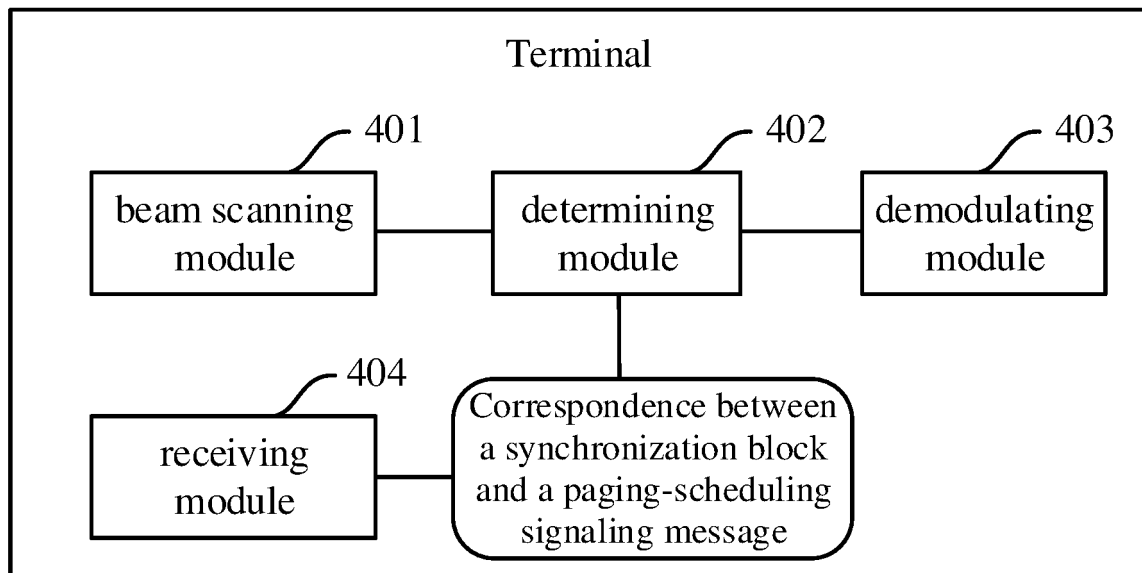 Terminal
401
402
403
beam scanning
module
determining
module
demodulating
module
404
receiving
module
Correspondence between
a synchronization block
and a paging-scheduling
signaling message